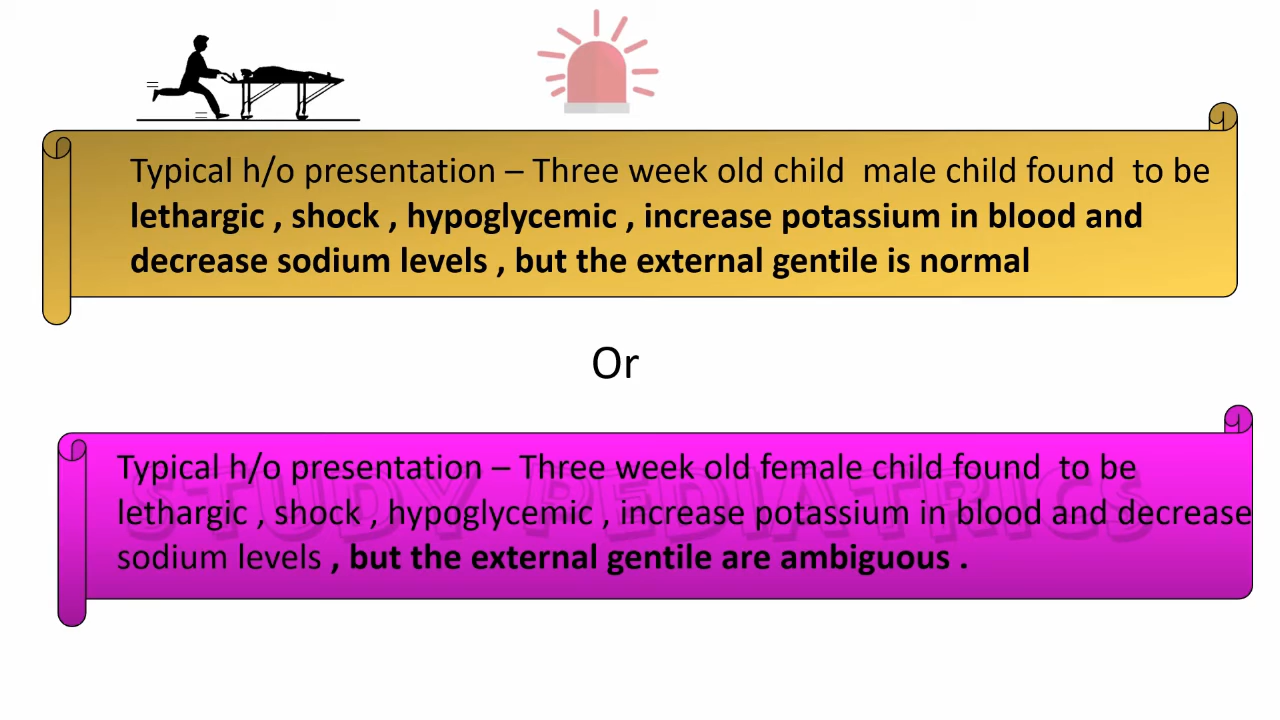 Typical h/o presentation – Three week old child  male child found  to be
lethargic , shock , hypoglycemic , increase potassium in blood and
decrease sodium levels , but the external gentile is normal
Or
Typical h/o presentation – Three week old female child found  to be
lethargic , shock , hypoglycemic , increase potassium in blood and decrease
sodium levels , but the external gentile are ambiguous .
STUDY PEDIATRICS